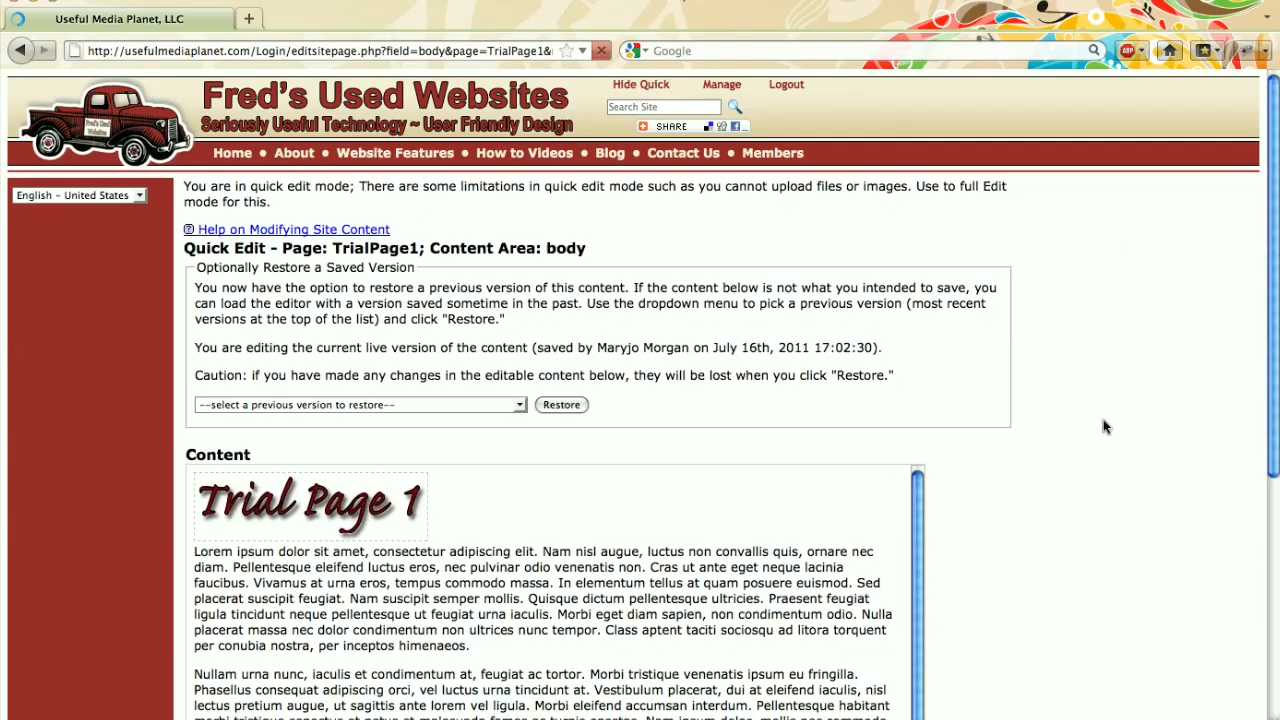 Useful Media Planet, LLC
http://usefulmediaplanet.com/Login/editsitepage.php?field=body&page=TrialPage1&
Google
ABP
Fred's Used Websites
Seriously Useful Technology ~ User Friendly Design
Fred's Used Websites
Hide Quick Manage Logout
Search Site
SHARE
Home • About • Website Features • How to Videos • Blog • Contact Us • Members
English - United States
You are in quick edit mode; There are some limitations in quick edit mode such as you cannot upload files or images. Use to full Edit
mode for this.
Help on Modifying Site Content
Quick Edit - Page: TrialPage1; Content Area: body
Optionally Restore a Saved Version
You now have the option to restore a previous version of this content. If the content below is not what you intended to save, you
can load the editor with a version saved sometime in the past. Use the dropdown menu to pick a previous version (most recent
versions at the top of the list) and click "Restore."
You are editing the current live version of the content (saved by Maryjo Morgan on July 16th, 2011 17:02:30).
Caution: if you have made any changes in the editable content below, they will be lost when you click "Restore."
--select a previous version to restore-- Restore
Content
Trial Page 1
Lorem ipsum dolor sit amet, consectetur adipiscing elit. Nam nisl augue, luctus non convallis quis, ornare nec
diam. Pellentesque eleifend luctus eros, nec pulvinar odio venenatis non. Cras ut ante eget neque lacinia
faucibus. Vivamus at urna eros, tempus commodo massa. In elementum tellus at quam posuere euismod. Sed
placerat suscipit feugiat. Nam suscipit semper mollis. Quisque dictum pellentesque ultricies. Praesent feugiat
ligula tincidunt neque pellentesque ut feugiat urna iaculis. Morbi eget diam sapien, non condimentum odio. Nulla
placerat massa nec dolor condimentum non ultrices nunc tempor. Class aptent taciti sociosqu ad litora torquent
per conubia nostra, per inceptos himenaeos.
Nullam urna nunc, iaculis et condimentum at, feugiat ac tortor. Morbi tristique venenatis ipsum eu fringilla.
Phasellus consequat adipiscing orci, vel luctus urna tincidunt at. Vestibulum placerat, dui at eleifend iaculis, nisl
lectus pretium augue, ut sagittis ante lorem vel ligula. Morbi eleifend accumsan interdum. Pellentesque habitant